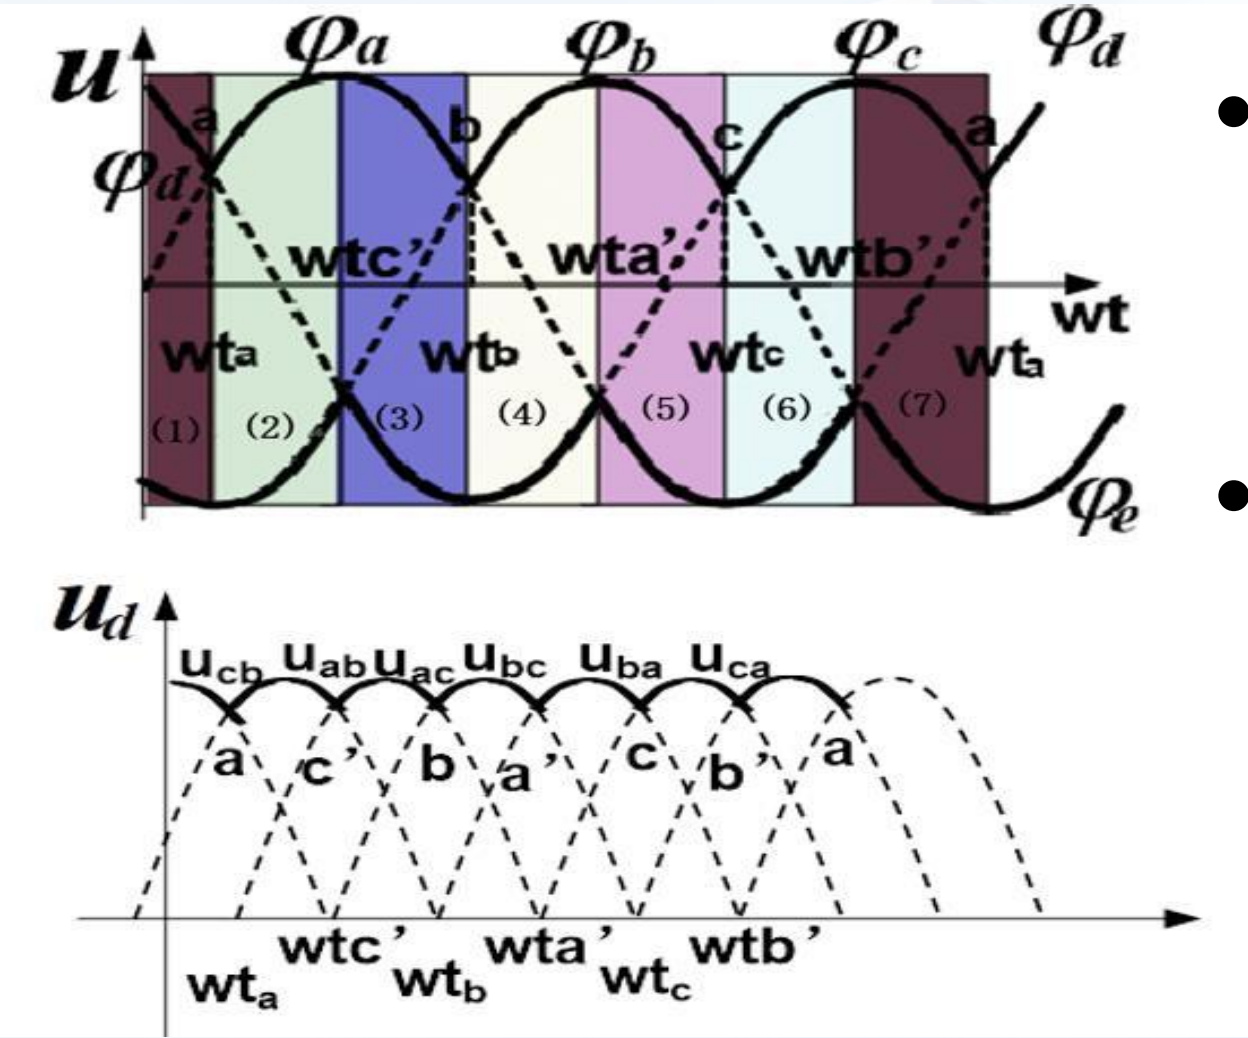 φa φb φc φd
u
a b c a
φd
wtc’ wta’ wtb’
wt
wta wtb wtc wta
(1) (2) (3) (4) (5) (6) (7)
φe
ud
ucb uab uac ubc uba uca
a c’ b a’ c b’ a
wtc’ wta’ wtb’
wta wtb wtc